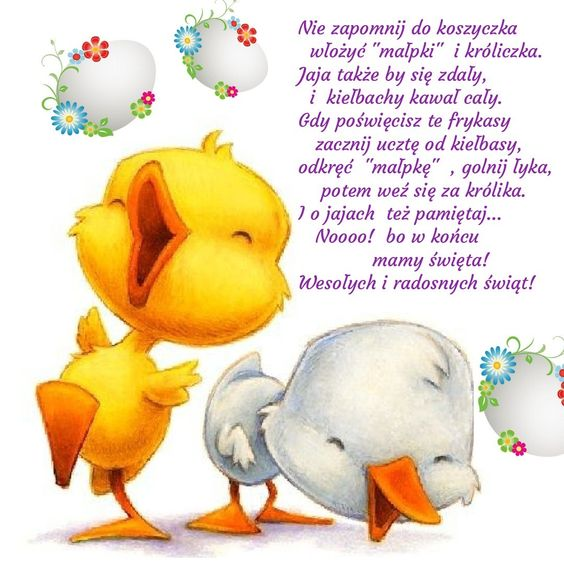 Nie zapomnij do koszyczka
włożyć "małpki" i króliczka.
Jaja także by się zdały,
i kiełbachy kawał cały.
Gdy poświęcisz te frykasy
zacznij ucztę od kiełbasy,
odkręć "małpkę" , golnij łyka,
potem weź się za królika.
I o jajach też pamiętaj...
Noooo! bo w końcu
mamy święta!
Wesołych i radosnych świąt!